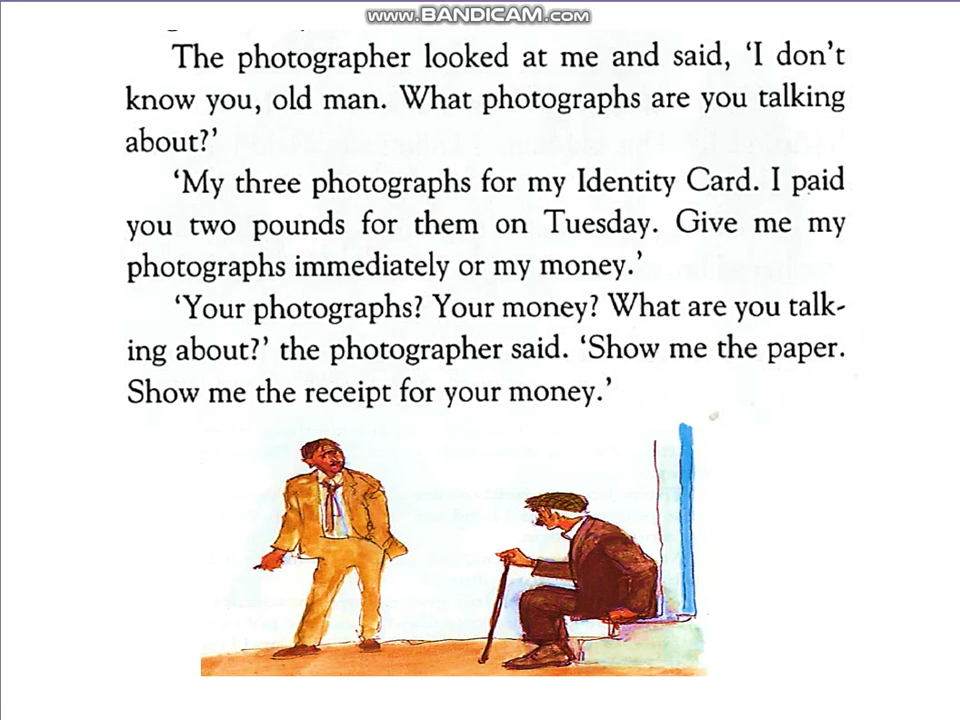 www.BANDICAM.com
The photographer looked at me and said, ‘I don’t
know you, old man. What photographs are you talking
about?’
‘My three photographs for my Identity Card. I paid
you two pounds for them on Tuesday. Give me my
photographs immediately or my money.’
‘Your photographs? Your money? What are you talk-
ing about?’ the photographer said. ‘Show me the paper.
Show me the receipt for your money.’